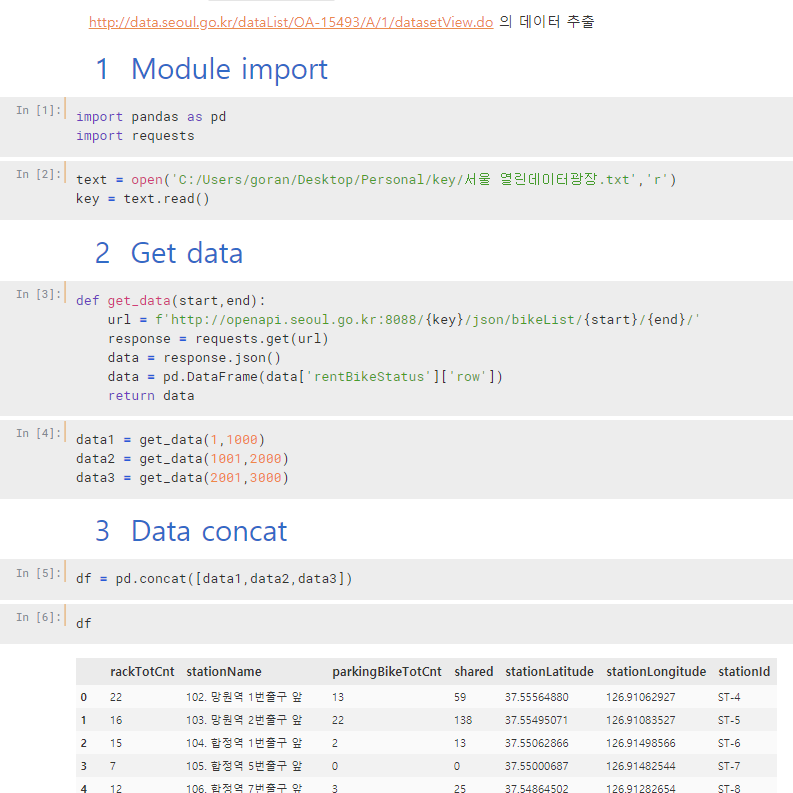 http://data.seoul.go.kr/dataList/OA-15493/A/1/datasetView.do 의 데이터 추출
1 Module import
In [1]: import pandas as pd
import requests
In [2]: text = open('C:/Users/goran/Desktop/Personal/key/서울 열린데이터광장.txt','r')
key = text.read()
2 Get data
In [3]: def get_data(start,end):
url = f'http://openapi.seoul.go.kr:8088/{key}/json/bikeList/{start}/{end}/'
response = requests.get(url)
data = response.json()
data = pd.DataFrame(data['rentBikeStatus']['row'])
return data
In [4]: data1 = get_data(1,1000)
data2 = get_data(1001,2000)
data3 = get_data(2001,3000)
3 Data concat
In [5]: df = pd.concat([data1,data2,data3])
In [6]: df
rackTotCnt stationName parkingBikeTotCnt shared stationLatitude stationLongitude stationId
0 22 102. 망원역 1번출구 앞 13 59 37.55564880 126.91062927 ST-4
1 16 103. 망원역 2번출구 앞 22 138 37.55495071 126.91083527 ST-5
2 15 104. 합정역 1번출구 앞 2 13 37.55062866 126.91498566 ST-6
3 7 105. 합정역 5번출구 앞 0 0 37.55000687 126.91482544 ST-7
4 12 106. 합정역 7번출구 앞 3 25 37.54864502 126.91282654 ST-8